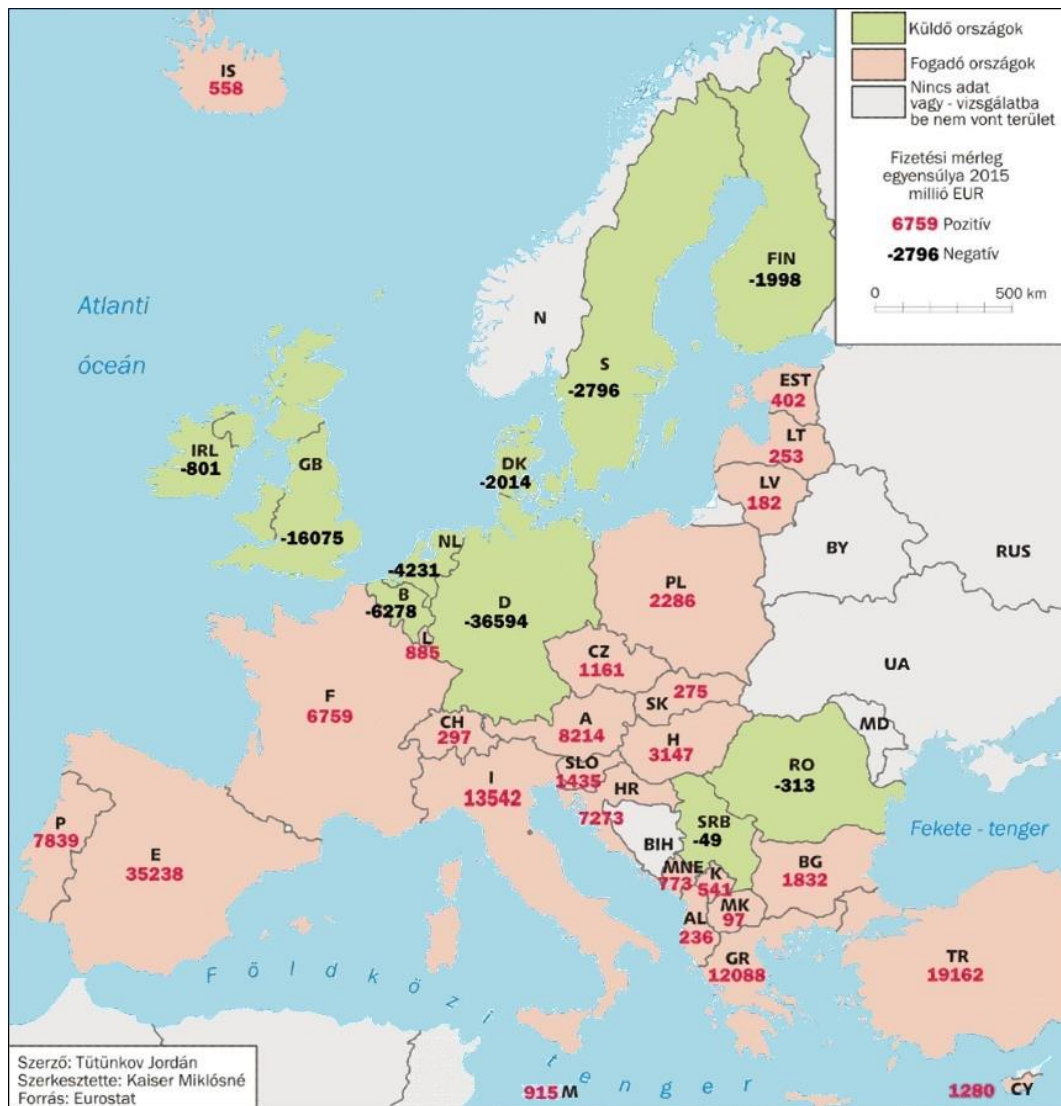 Küldő országok
Fogadó országok
Nincs adat
vagy - vizsgálatba
be nem vont terület
Fizetési mérleg
egyensúlya 2015
millió EUR
6759 Pozitív
-2796 Negatív
0 500 km
IS
558
FIN
-1998
Atlanti
óceán
N
S
-2796
EST
402
LT
253
LV
182
IRL
-801
GB
-16075
DK
-2014
NL
-4231
B
-6278
D
-36594
L
885
PL
2286
BY
RUS
UA
CZ
1161
SK
275
MD
F
6759
CH
297
A
8214
H
3147
RO
-313
SLO
1435
HR
7273
I
13542
P
7839
E
35238
BIH
SRB
-49
Fekete - tenger
MNE
773
K
541
BG
1832
MK
97
AL
236
GR
12088
TR
19162
Földközi
tenger
915 M
1280 CY
Szerző: Tütünkov Jordán
Szerkesztette: Kaiser Miklósné
Forrás: Eurostat